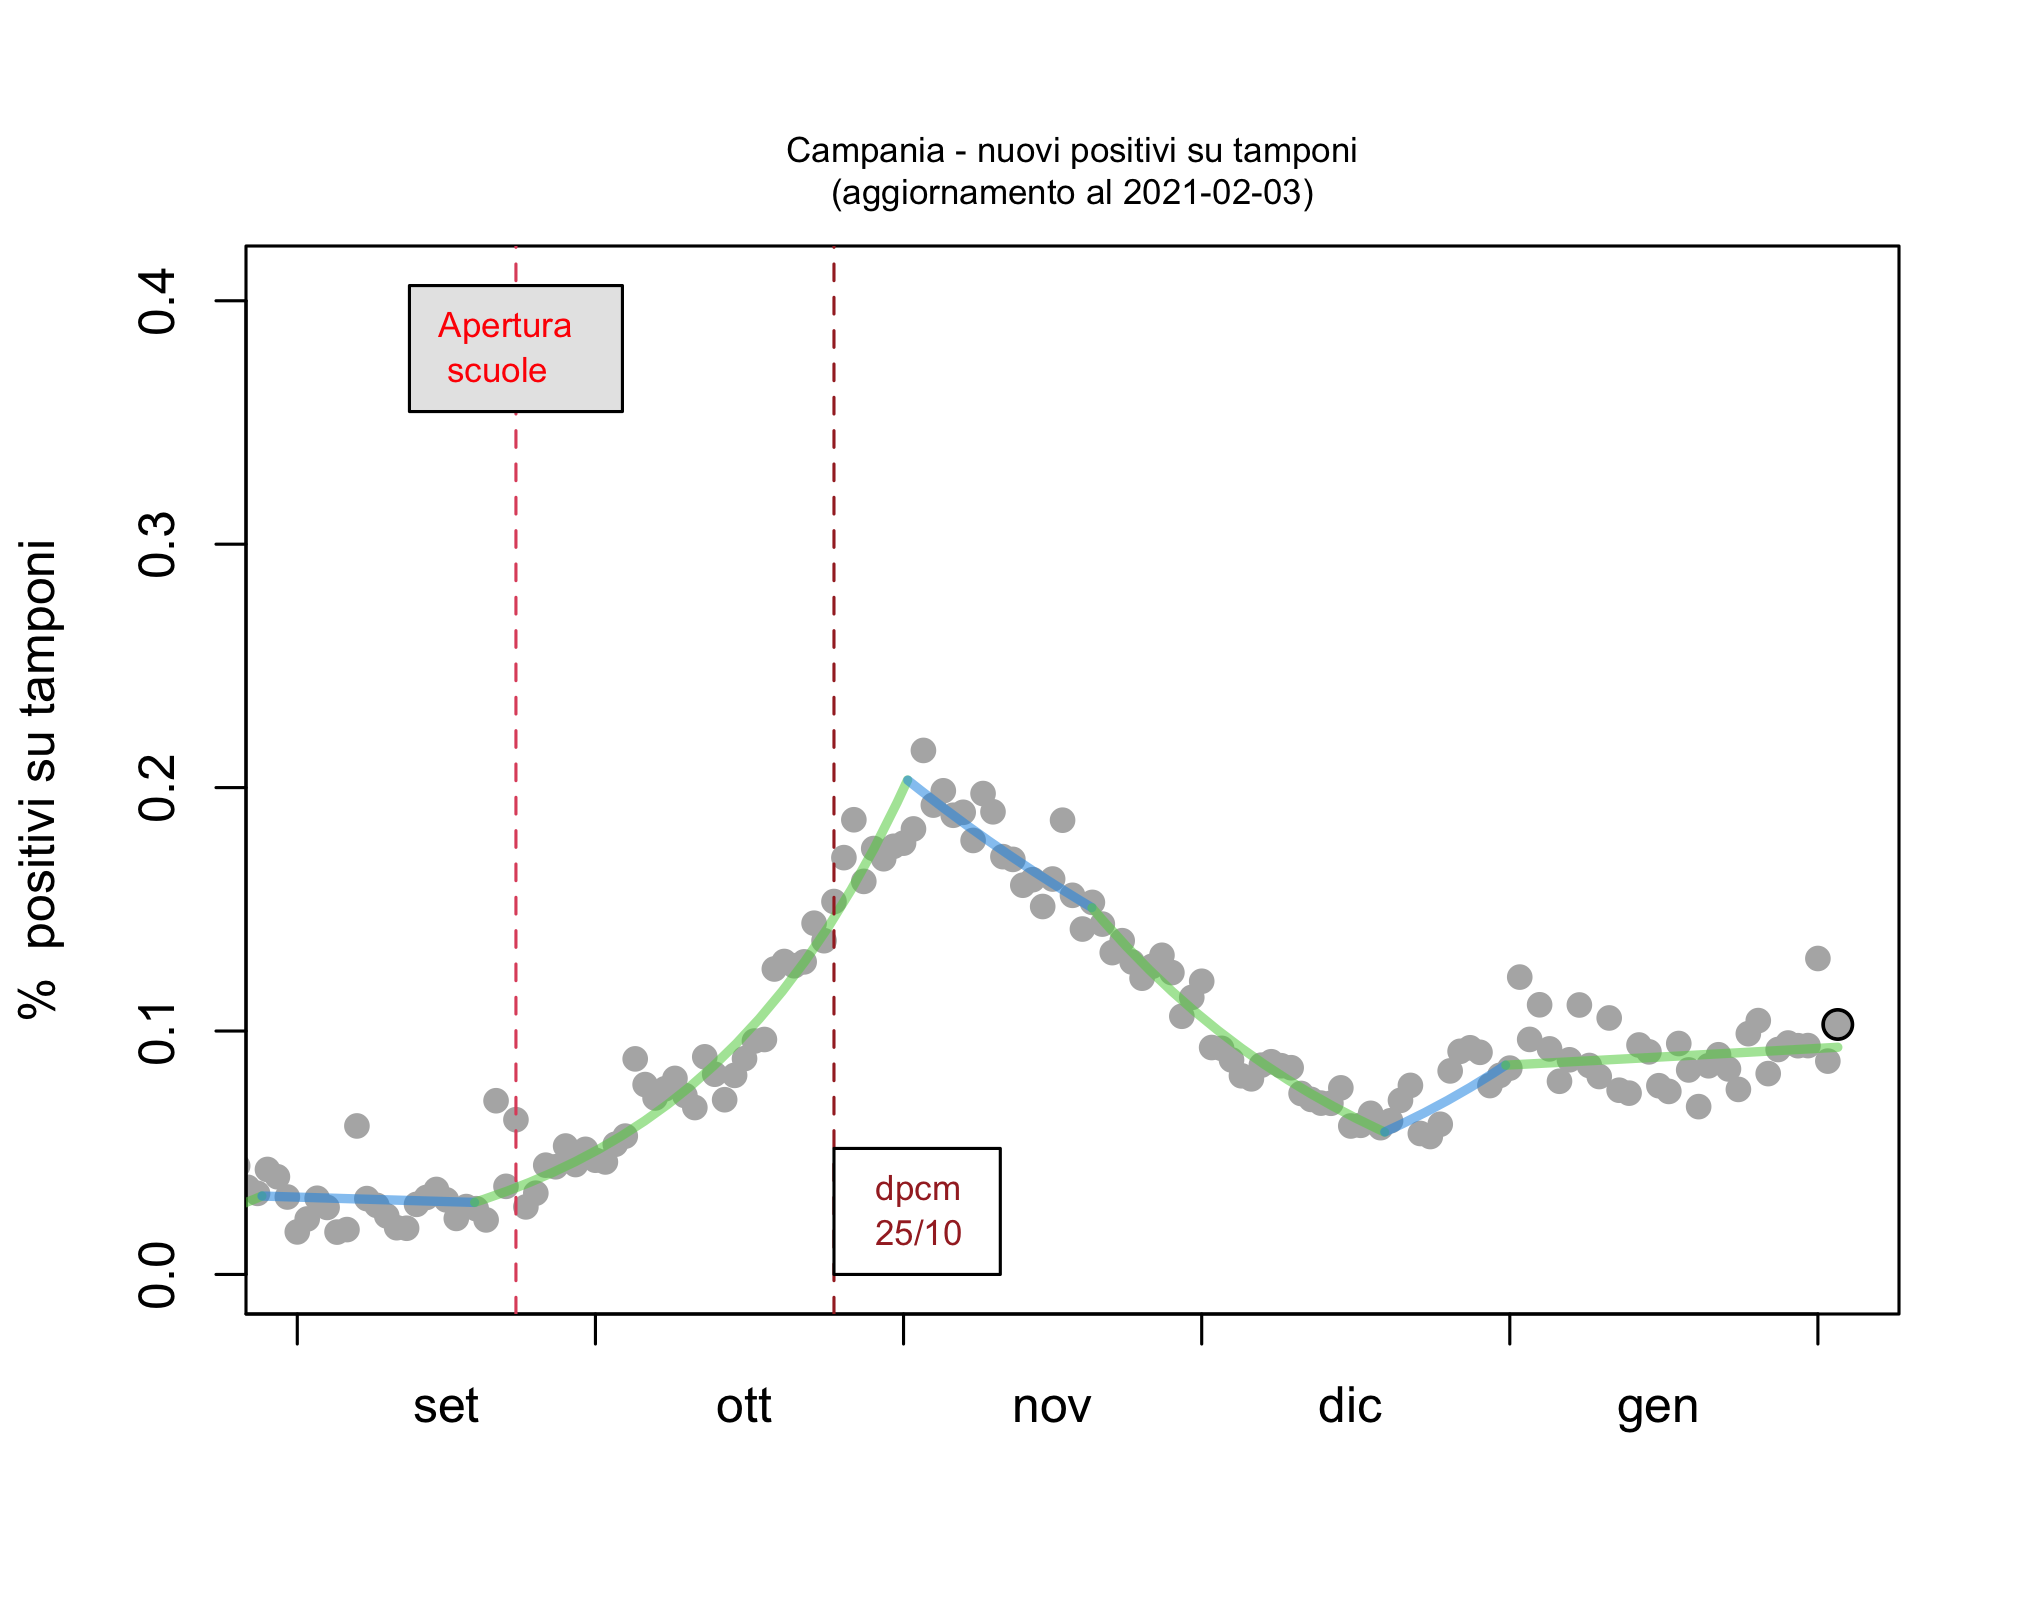 Campania - nuovi positivi su tamponi
(aggiornamento al 2021-02-03)
% positivi su tamponi
0.4
0.3
0.2
0.1
0.0
Apertura
scuole
dpcm
25/10
set
ott
nov
dic
gen